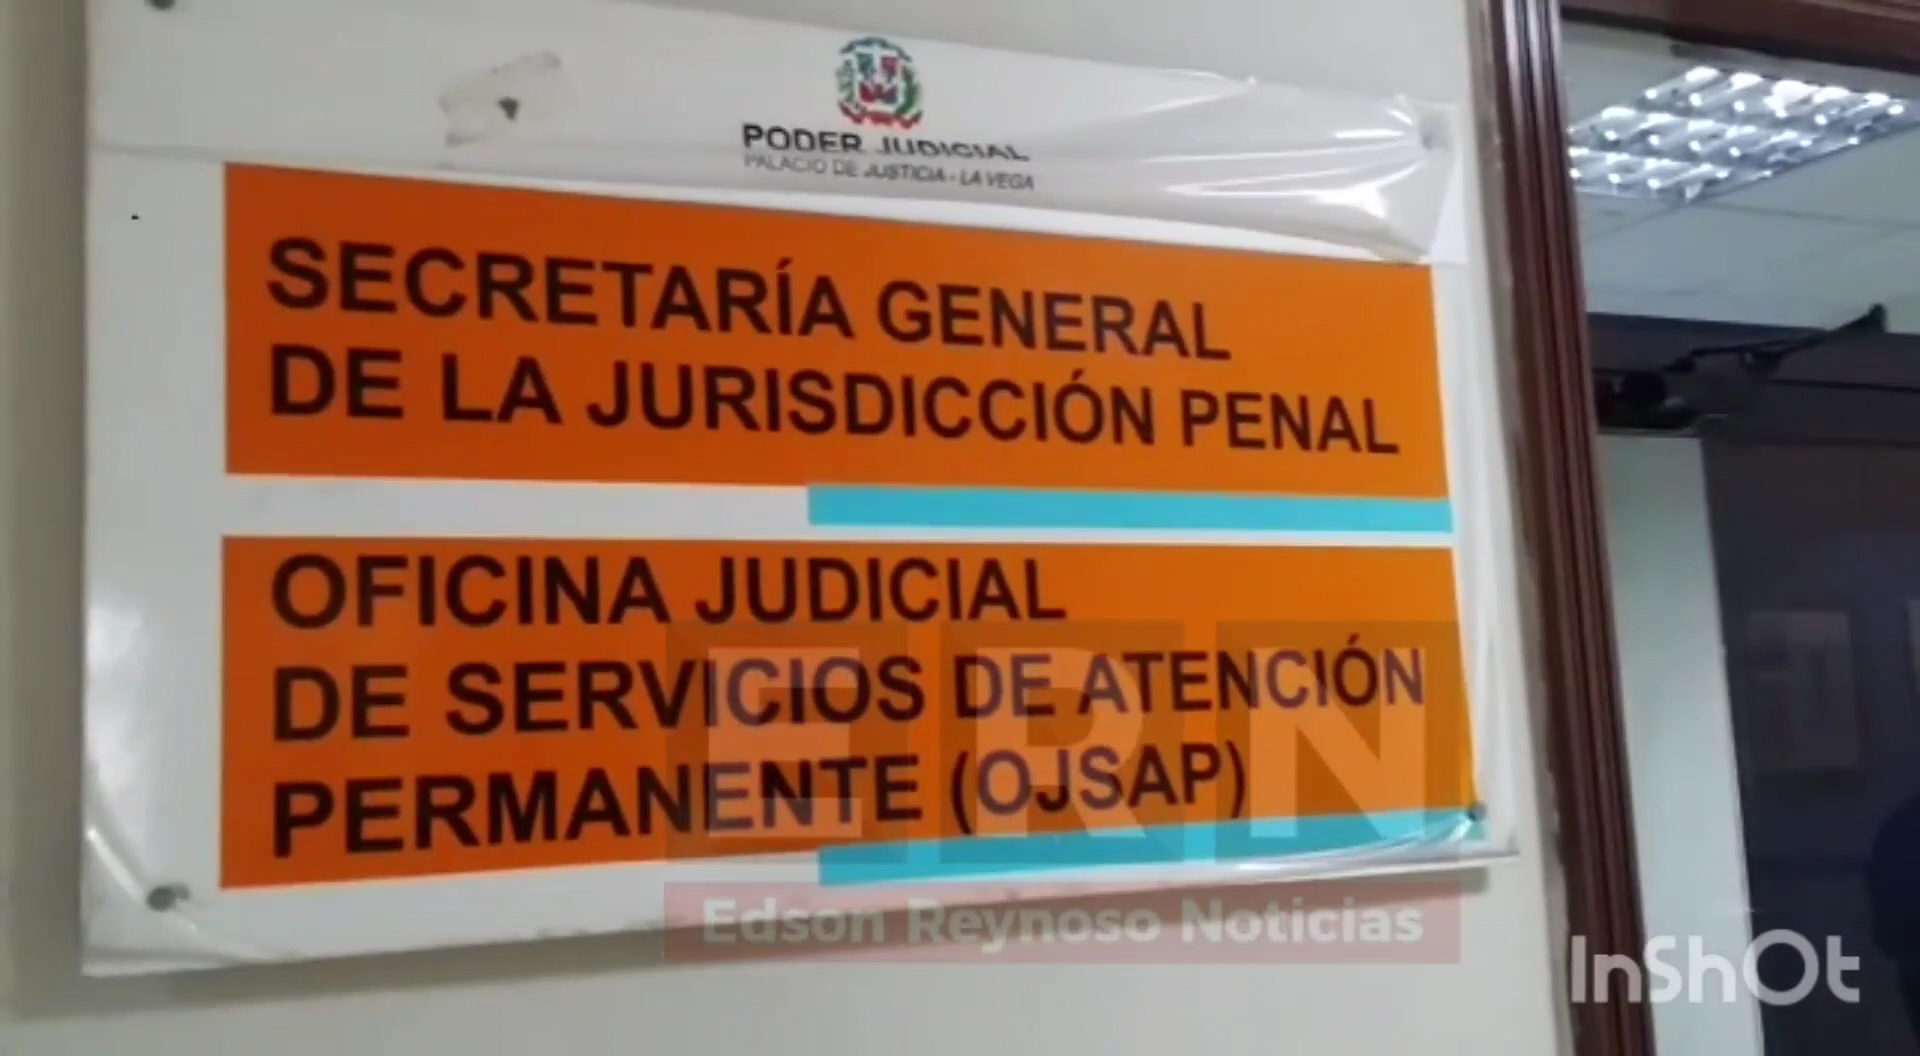 PODER JUDICIAL
PALACIO DE JUSTICIA - LA VEGA
SECRETARÍA GENERAL
DE LA JURISDICCIÓN PENAL
OFICINA JUDICIAL
DE SERVICIOS DE ATENCIÓN
PERMANENTE (OJSAP)
ERN
Edson Reynoso Noticias
InShOt